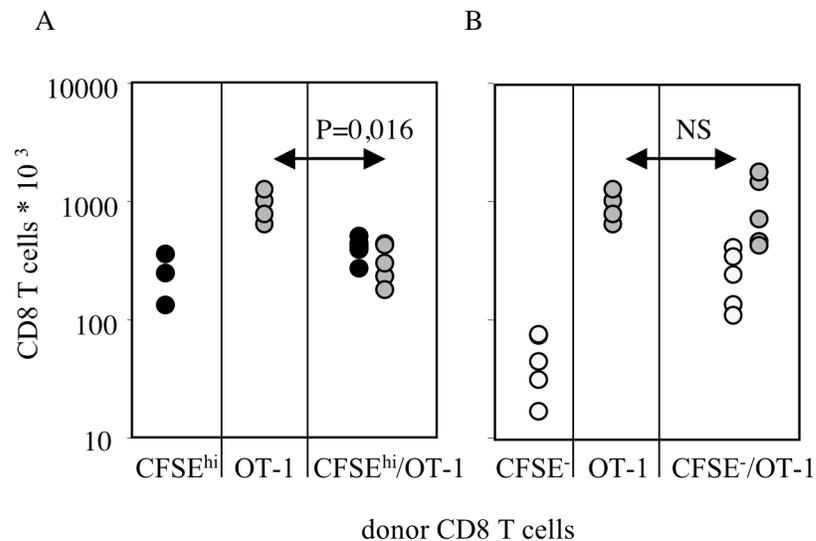 A
B
10000
1000
100
10
CD8 T cells * 10 3
P=0,016
NS
CFSEhi OT-1 CFSEhi/OT-1
CFSE- OT-1 CFSE-/OT-1
donor CD8 T cells